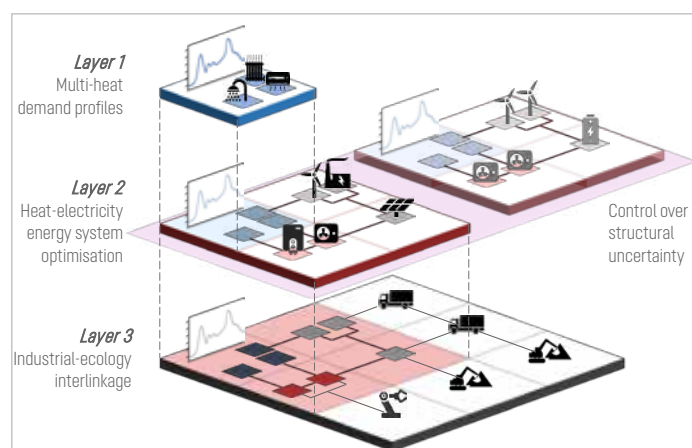 Layer 1
Multi-heat
demand profiles
Layer 2
Heat-electricity
energy system
optimisation
Control over
structural
uncertainty
Layer 3
Industrial-ecology
interlinkage